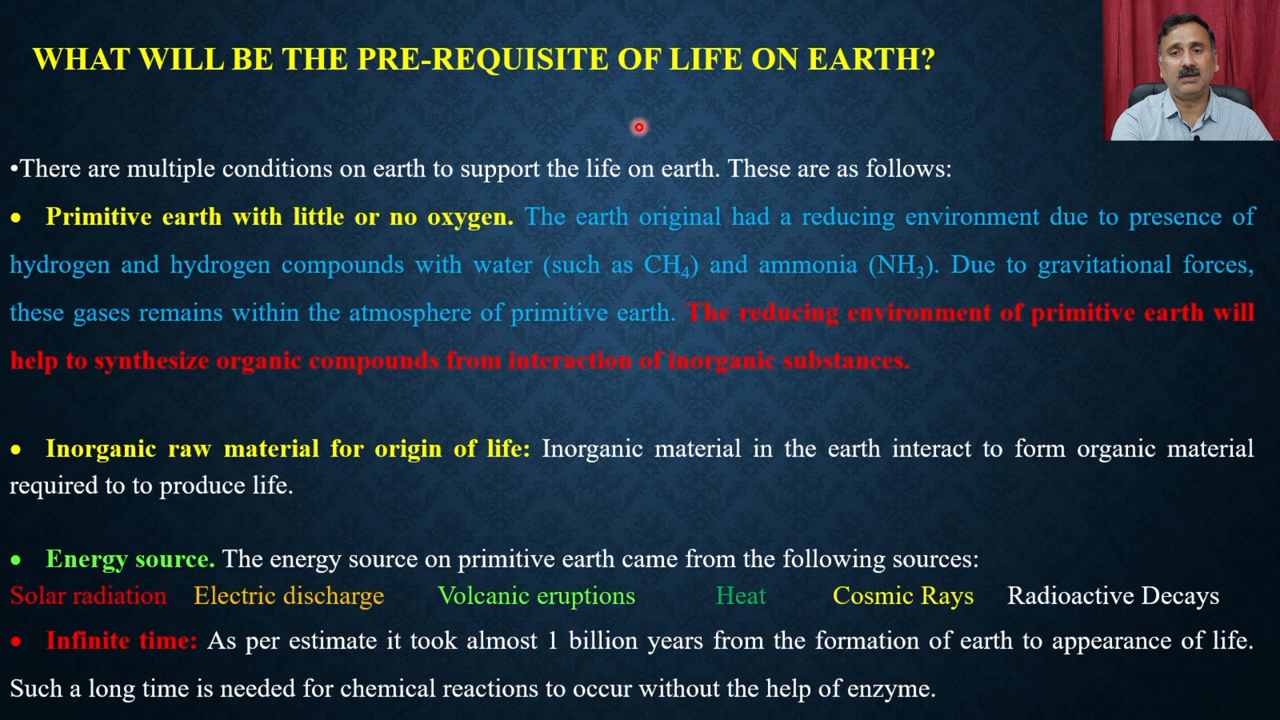 WHAT WILL BE THE PRE-REQUISITE OF LIFE ON EARTH?
•There are multiple conditions on earth to support the life on earth. These are as follows:
• Primitive earth with little or no oxygen. The earth original had a reducing environment due to presence of
hydrogen and hydrogen compounds with water (such as CH₄) and ammonia (NH₃). Due to gravitational forces,
these gases remains within the atmosphere of primitive earth. The reducing environment of primitive earth will
help to synthesize organic compounds from interaction of inorganic substances.
• Inorganic raw material for origin of life: Inorganic material in the earth interact to form organic material
required to to produce life.
• Energy source. The energy source on primitive earth came from the following sources:
Solar radiation Electric discharge Volcanic eruptions Heat Cosmic Rays Radioactive Decays
• Infinite time: As per estimate it took almost 1 billion years from the formation of earth to appearance of life.
Such a long time is needed for chemical reactions to occur without the help of enzyme.